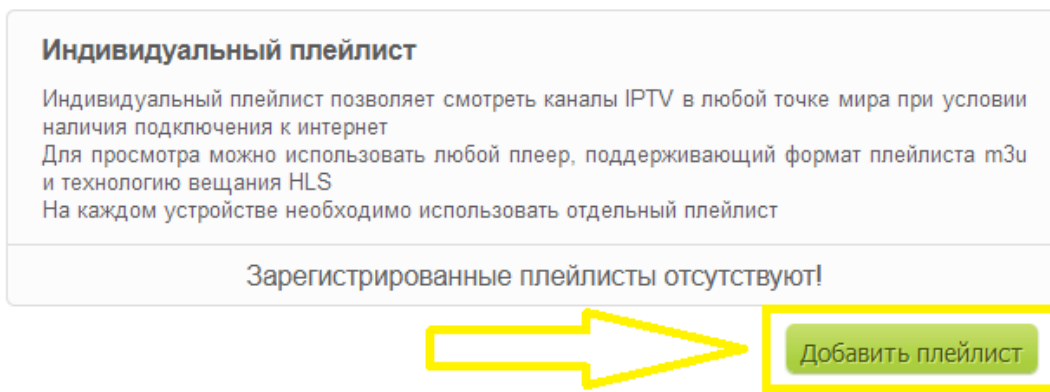 Индивидуальный плейлист
Индивидуальный плейлист позволяет смотреть каналы IPTV в любой точке мира при условии
наличия подключения к интернет
Для просмотра можно использовать любой плеер, поддерживающий формат плейлиста m3u
и технологию вещания HLS
На каждом устройстве необходимо использовать отдельный плейлист
Зарегистрированные плейлисты отсутствуют!
Добавить плейлист